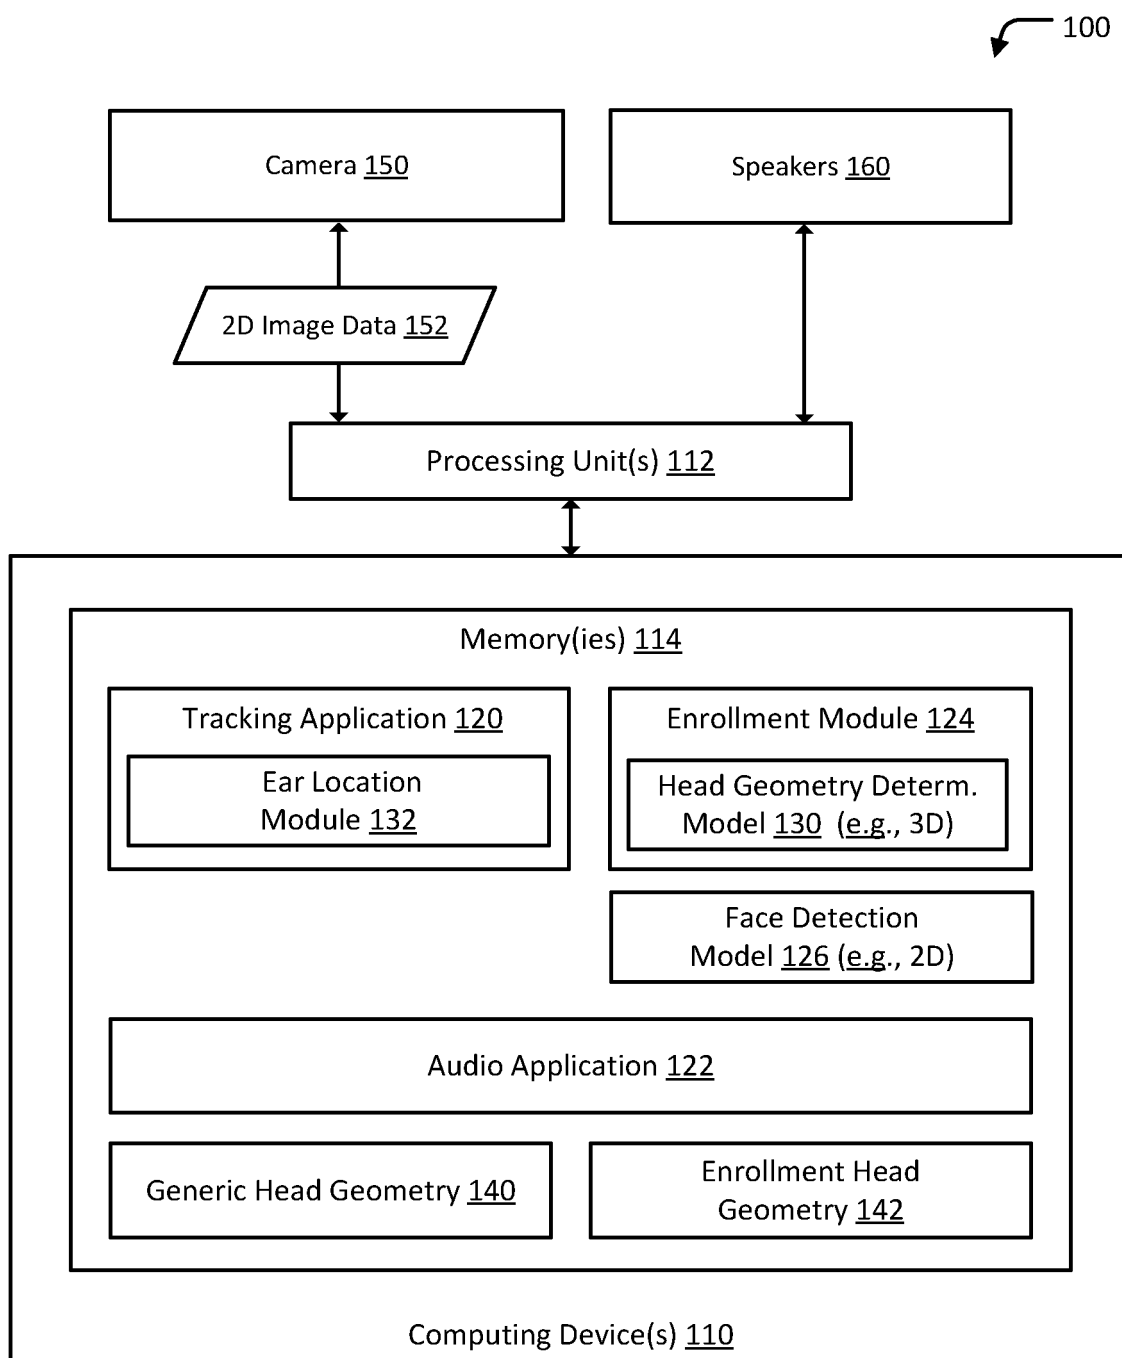 100
Camera 150
Speakers 160
2D Image Data 152
Processing Unit(s) 112
Memory(ies) 114
Tracking Application 120
Ear Location
Module 132
Enrollment Module 124
Head Geometry Determ.
Model 130 (e.g., 3D)
Face Detection
Model 126 (e.g., 2D)
Audio Application 122
Generic Head Geometry 140
Enrollment Head
Geometry 142
Computing Device(s) 110